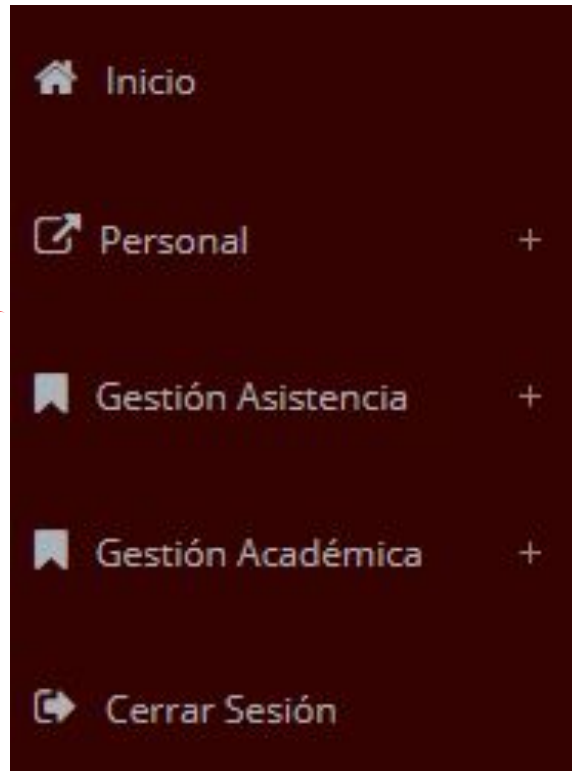 Inicio
Personal +
Gestión Asistencia +
Gestión Académica +
Cerrar Sesión